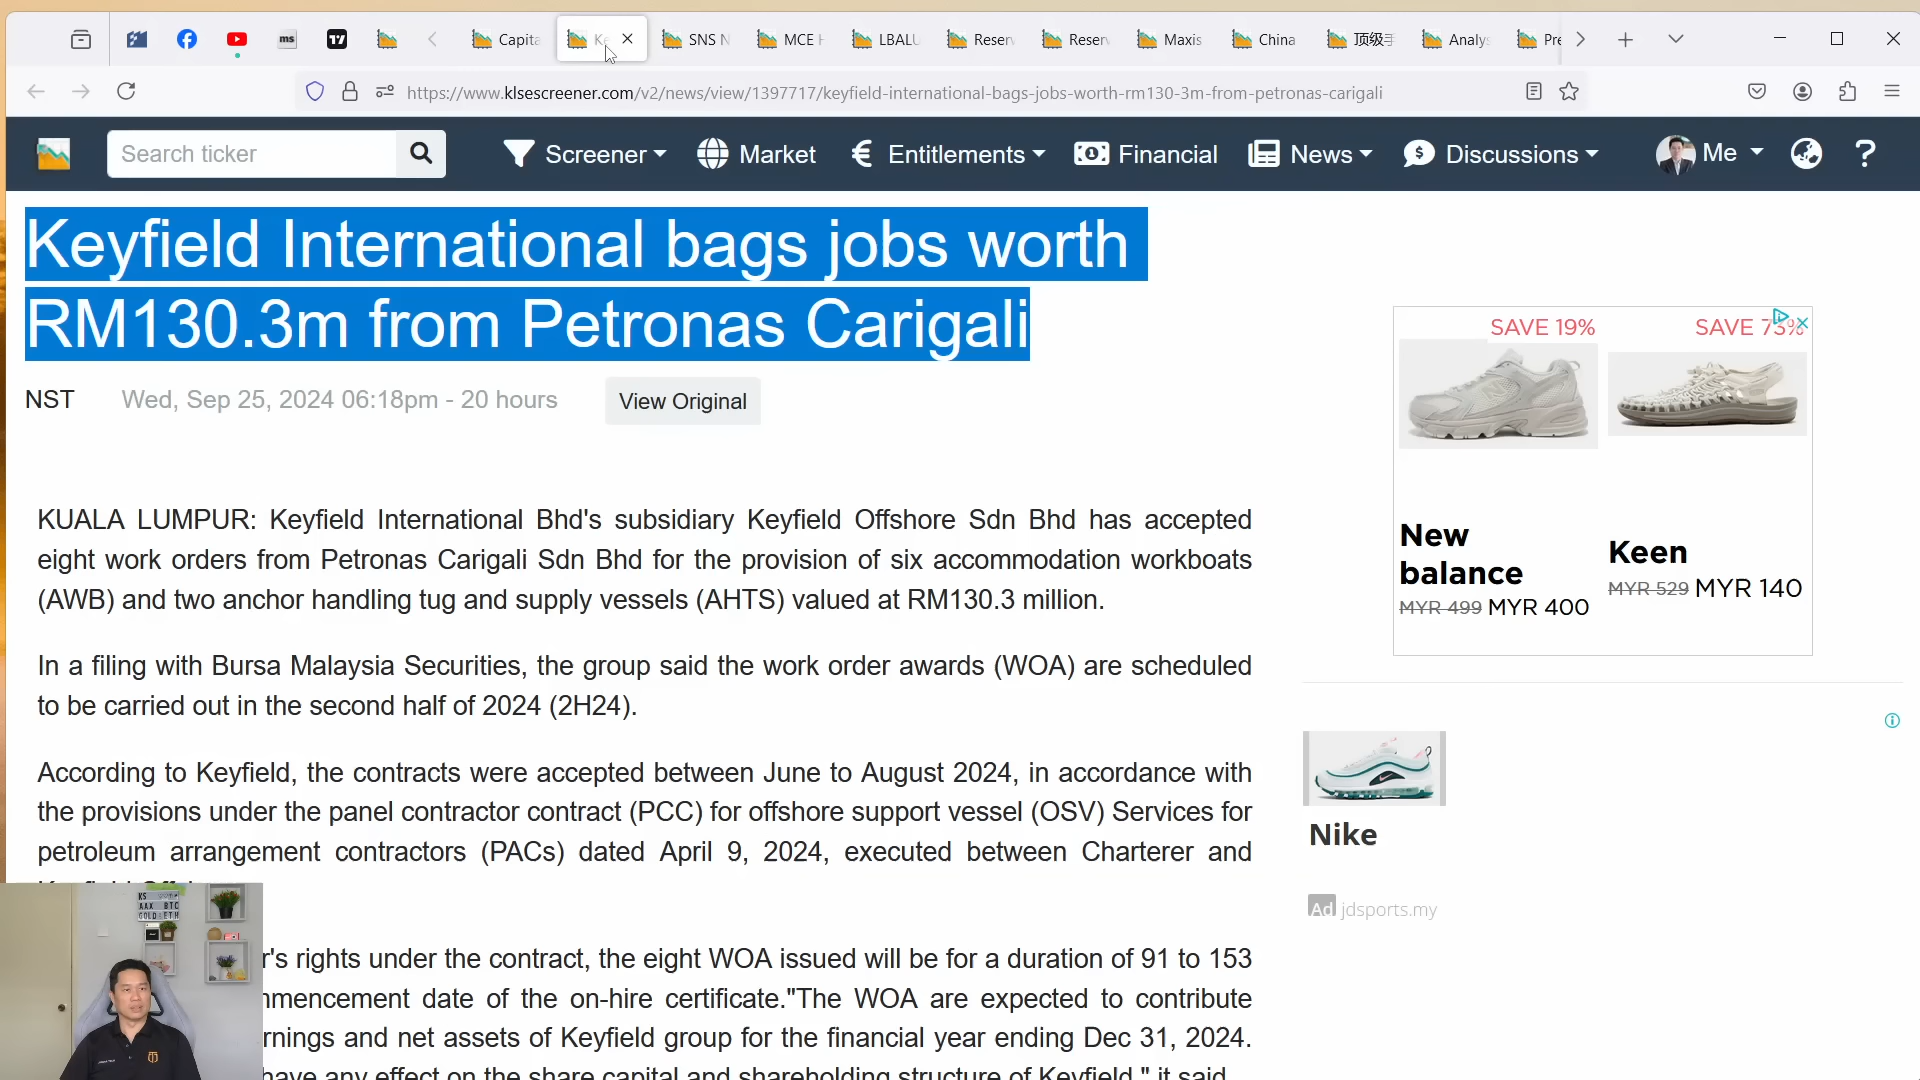 ms
Capita
Ke
SNS N
MCE H
LBALU
Reserv
Reserv
Maxis
China
顶级手
Analys
Pre
https://www.klsescreener.com/v2/news/view/1397717/keyfield-international-bags-jobs-worth-rm130-3m-from-petronas-carigali
Search ticker
Screener
Market
Entitlements
Financial
News
Discussions
Me
?
Keyfield International bags jobs worth
RM130.3m from Petronas Carigali
NST
Wed, Sep 25, 2024 06:18pm - 20 hours
View Original
KUALA LUMPUR: Keyfield International Bhd's subsidiary Keyfield Offshore Sdn Bhd has accepted
eight work orders from Petronas Carigali Sdn Bhd for the provision of six accommodation workboats
(AWB) and two anchor handling tug and supply vessels (AHTS) valued at RM130.3 million.
In a filing with Bursa Malaysia Securities, the group said the work order awards (WOA) are scheduled
to be carried out in the second half of 2024 (2H24).
According to Keyfield, the contracts were accepted between June to August 2024, in accordance with
the provisions under the panel contractor contract (PCC) for offshore support vessel (OSV) Services for
petroleum arrangement contractors (PACs) dated April 9, 2024, executed between Charterer and
r's rights under the contract, the eight WOA issued will be for a duration of 91 to 153
mmencement date of the on-hire certificate."The WOA are expected to contribute
rnings and net assets of Keyfield group for the financial year ending Dec 31, 2024.
have any effect on the share capital and shareholding structure of Keyfield," it said.
SAVE 19%
SAVE 73%
New
balance
MYR 499 MYR 400
Keen
MYR 529 MYR 140
Nike
Ad jdsports.my
KS
AAX BTC
GOLD ETH